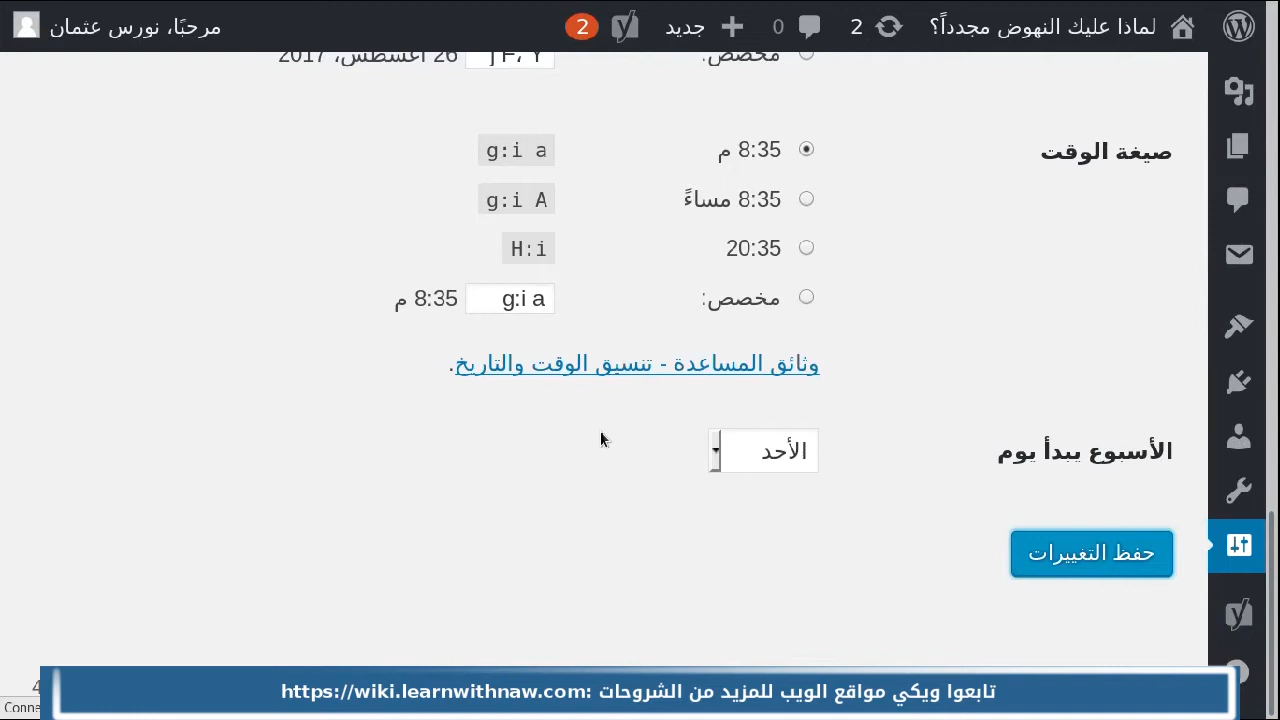 لماذا عليك النهوض مجدداً؟ 2 0 جديد 2 مرحبًا، نورس عثمان
مخصص: j F، Y 26 أغسطس، 2017
صيغة الوقت
8:35 م g:i a
8:35 مساءً g:i A
20:35 H:i
مخصص: g:i a 8:35 م
وثائق المساعدة - تنسيق الوقت والتاريخ.
الأسبوع يبدأ يوم الأحد
حفظ التغييرات
تابعوا ويكي مواقع الويب للمزيد من الشروحات :https://wiki.learnwithnaw.com
Conne